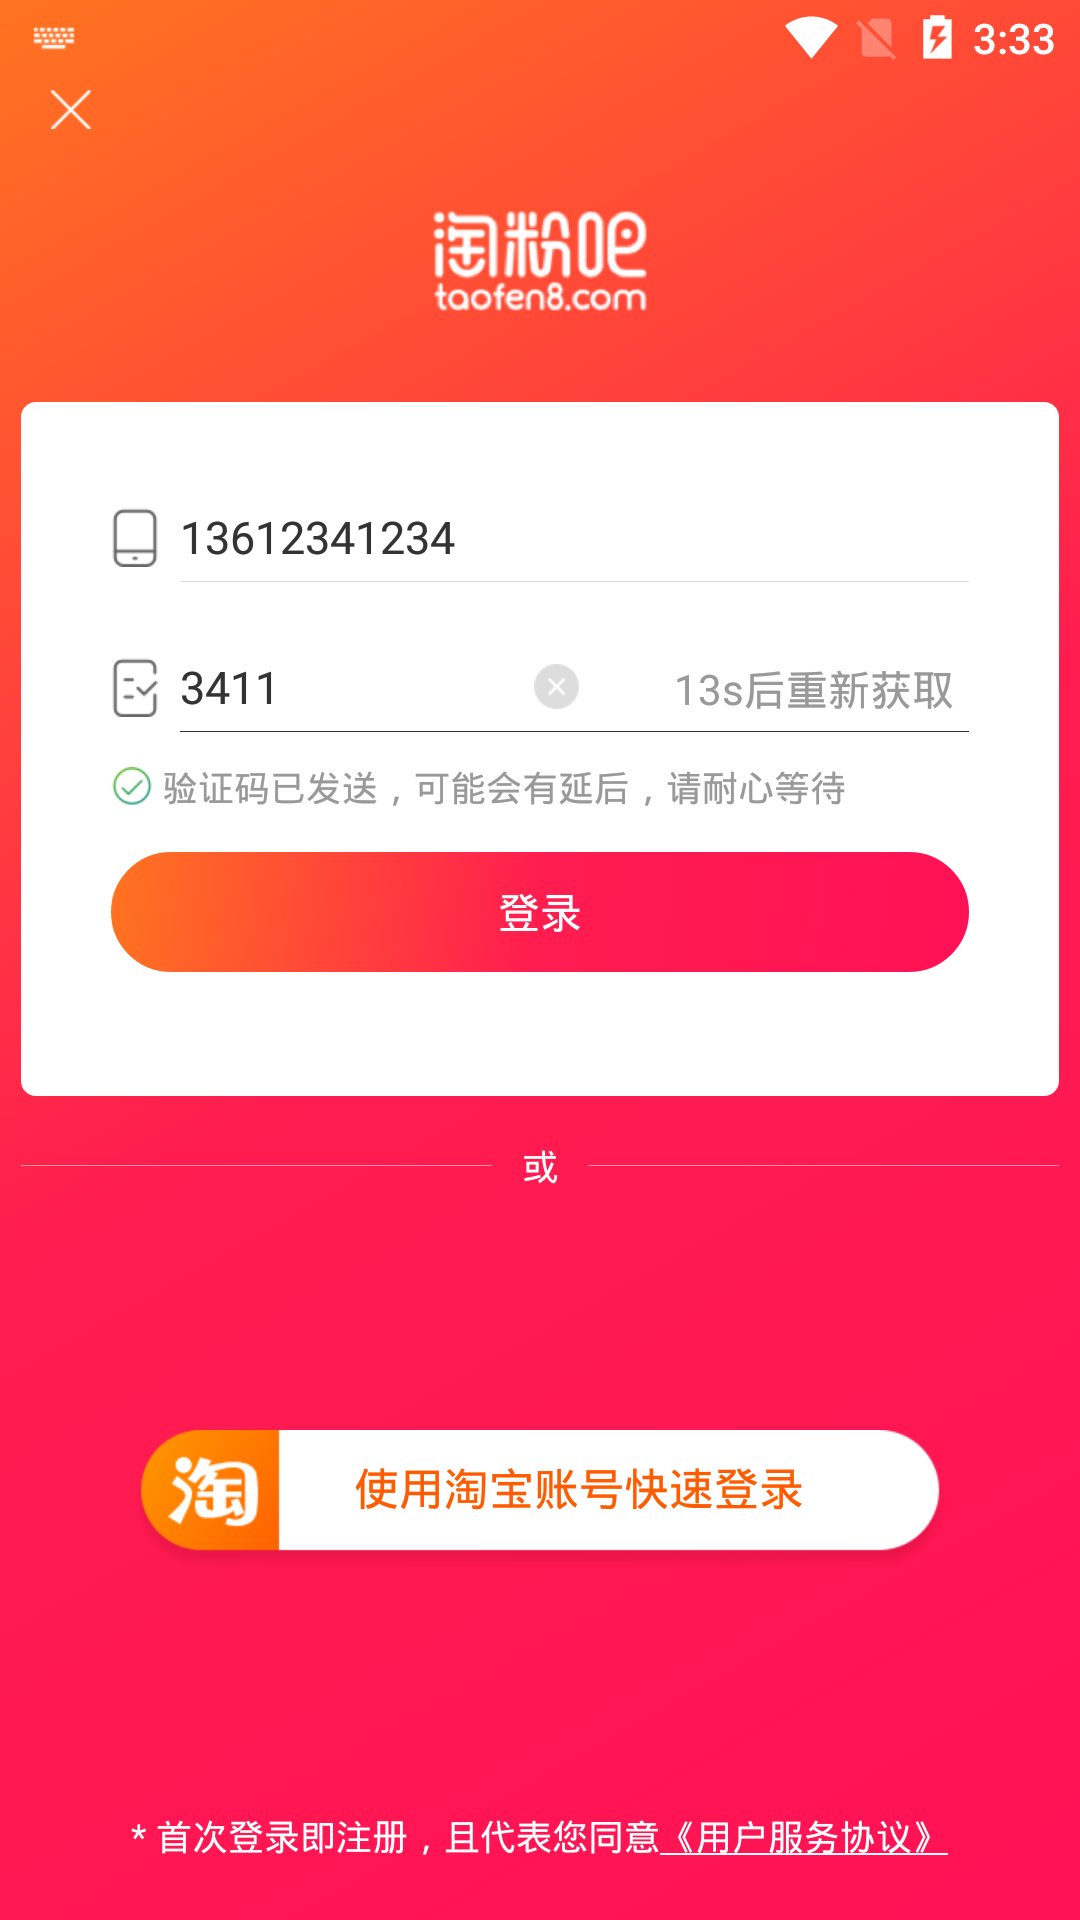 3:33
淘粉吧
taofen8.com
13612341234
3411
13s后重新获取
验证码已发送，可能会有延后，请耐心等待
登录
或
淘 使用淘宝账号快速登录
* 首次登录即注册，且代表您同意《用户服务协议》